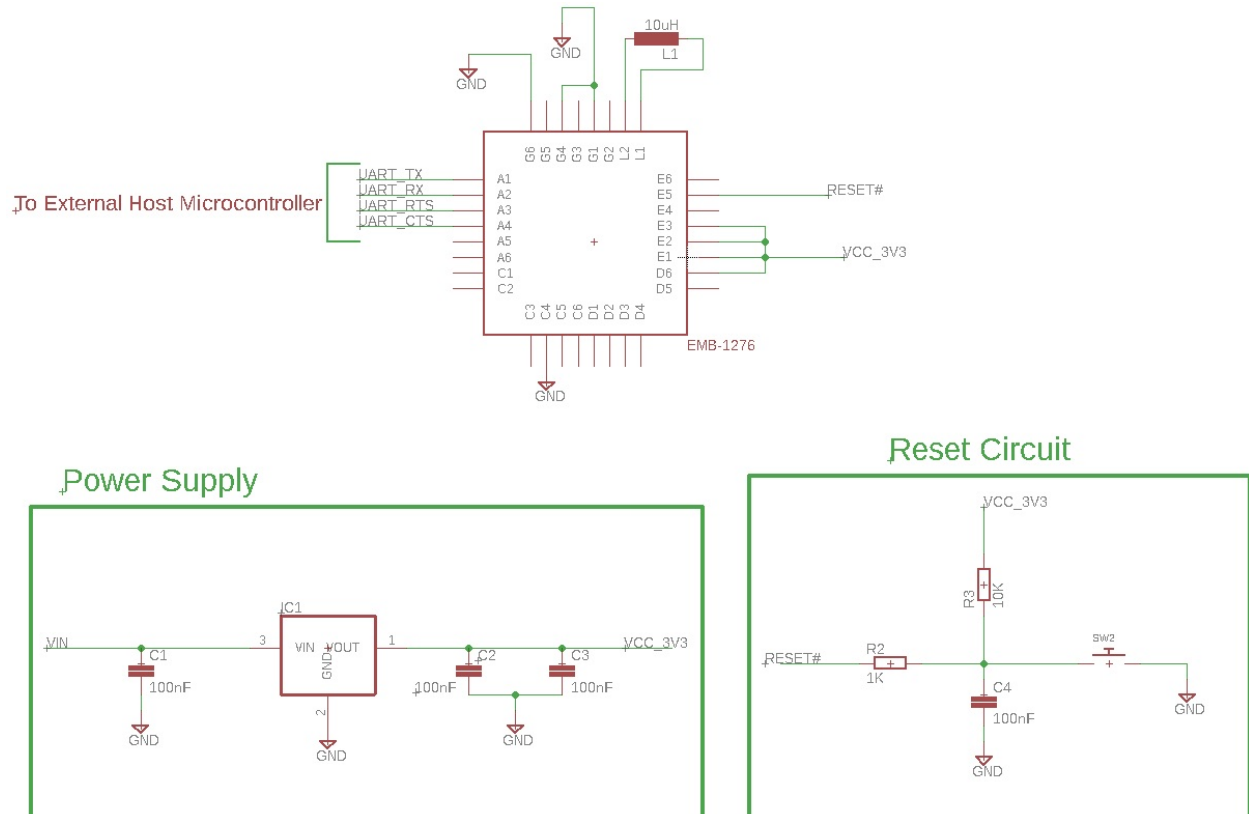 10uH
L1
GND
GND
G6 G5 G4 G3 G1 G2 L2 L1
UART_TX
UART_RX
UART_RTS
UART_CTS
To External Host Microcontroller
A1
A2
A3
A4
A5
A6
C1
C2
E6
E5
E4
E3
E2
E1
D6
D5
RESET#
VCC_3V3
C3 C4 C5 C6 D1 D2 D3 D4
EMB-1276
GND
Power Supply
VIN
C1
100nF
GND
IC1
3
VIN VOUT
GND
1
2
GND
C2
100nF
C3
100nF
GND
VCC_3V3
Reset Circuit
VCC_3V3
R3
10K
RESET#
R2
1K
SW2
C4
100nF
GND
GND